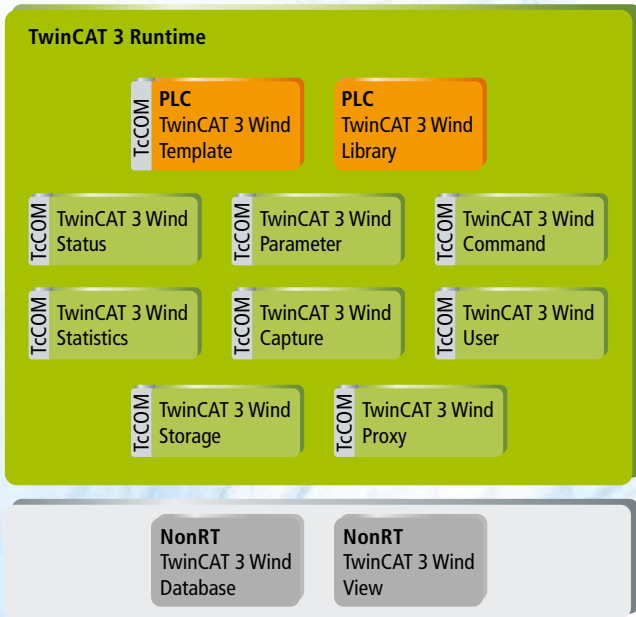 TwinCAT 3 Runtime
TcCOM
PLC
TwinCAT 3 Wind
Template
PLC
TwinCAT 3 Wind
Library
TcCOM
TwinCAT 3 Wind
Status
TcCOM
TwinCAT 3 Wind
Parameter
TcCOM
TwinCAT 3 Wind
Command
TcCOM
TwinCAT 3 Wind
Statistics
TcCOM
TwinCAT 3 Wind
Capture
TcCOM
TwinCAT 3 Wind
User
TcCOM
TwinCAT 3 Wind
Storage
TcCOM
TwinCAT 3 Wind
Proxy
NonRT
TwinCAT 3 Wind
Database
NonRT
TwinCAT 3 Wind
View